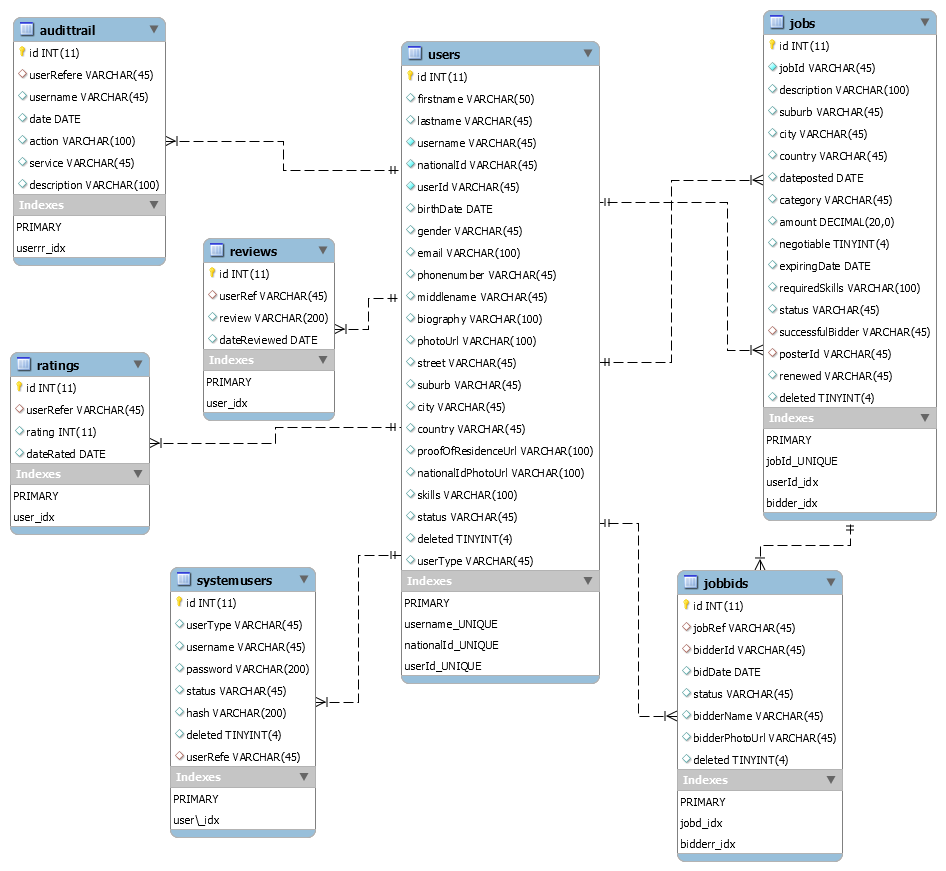 audittrail
id INT(11)
userRefere VARCHAR(45)
username VARCHAR(45)
date DATE
action VARCHAR(100)
service VARCHAR(45)
description VARCHAR(100)
Indexes
PRIMARY
userrr_idx
users
id INT(11)
firstname VARCHAR(50)
lastname VARCHAR(45)
username VARCHAR(45)
nationalId VARCHAR(45)
userId VARCHAR(45)
birthDate DATE
gender VARCHAR(45)
email VARCHAR(100)
phonenumber VARCHAR(45)
middlename VARCHAR(45)
biography VARCHAR(100)
photoUrl VARCHAR(100)
street VARCHAR(45)
suburb VARCHAR(45)
city VARCHAR(45)
country VARCHAR(45)
proofOfResidenceUrl VARCHAR(100)
nationalIdPhotoUrl VARCHAR(100)
skills VARCHAR(100)
status VARCHAR(45)
deleted TINYINT(4)
userType VARCHAR(45)
Indexes
PRIMARY
username_UNIQUE
nationalId_UNIQUE
userId_UNIQUE
jobs
id INT(11)
jobId VARCHAR(45)
description VARCHAR(100)
suburb VARCHAR(45)
city VARCHAR(45)
country VARCHAR(45)
dateposted DATE
category VARCHAR(45)
amount DECIMAL(20,0)
negotiable TINYINT(4)
expiringDate DATE
requiredSkills VARCHAR(100)
status VARCHAR(45)
successfulBidder VARCHAR(45)
posterId VARCHAR(45)
renewed VARCHAR(45)
deleted TINYINT(4)
Indexes
PRIMARY
jobId_UNIQUE
userId_idx
bidder_idx
reviews
id INT(11)
userRef VARCHAR(45)
review VARCHAR(200)
dateReviewed DATE
Indexes
PRIMARY
user_idx
ratings
id INT(11)
userRefer VARCHAR(45)
rating INT(11)
dateRated DATE
Indexes
PRIMARY
user_idx
systemusers
id INT(11)
userType VARCHAR(45)
username VARCHAR(45)
password VARCHAR(200)
status VARCHAR(45)
hash VARCHAR(200)
deleted TINYINT(4)
userRefe VARCHAR(45)
Indexes
PRIMARY
user\_idx
jobbids
id INT(11)
jobRef VARCHAR(45)
bidderId VARCHAR(45)
bidDate DATE
status VARCHAR(45)
bidderName VARCHAR(45)
bidderPhotoUrl VARCHAR(45)
deleted TINYINT(4)
Indexes
PRIMARY
jobd_idx
bidderr_idx